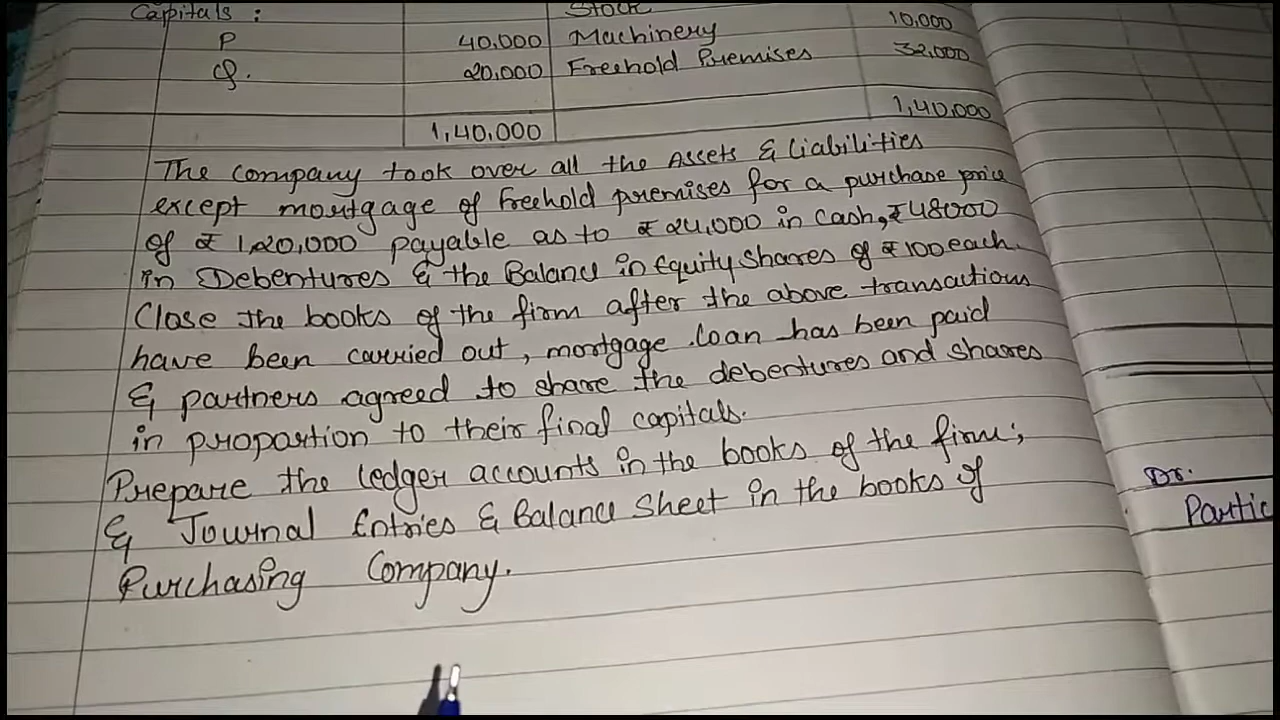 Capitals : Stock
P 40,000 Machinery 10,000
Q. 20,000 Freehold Premises 32,000
1,40,000 1,40,000
The company took over all the Assets & Liabilities
except mortgage of Freehold premises for a purchase price
of ₹ 1,20,000 payable as to ₹ 24,000 in Cash, ₹ 48000
in Debentures & the Balance in Equity Shares of ₹ 100 each.
Close the books of the firm after the above transactions
have been carried out, mortgage loan has been paid
& partners agreed to share the debentures and shares
in proportion to their final capitals.
Prepare the ledger accounts in the books of the firm;
& Journal Entries & Balance Sheet in the books of
Purchasing Company.
Dr.
Partic